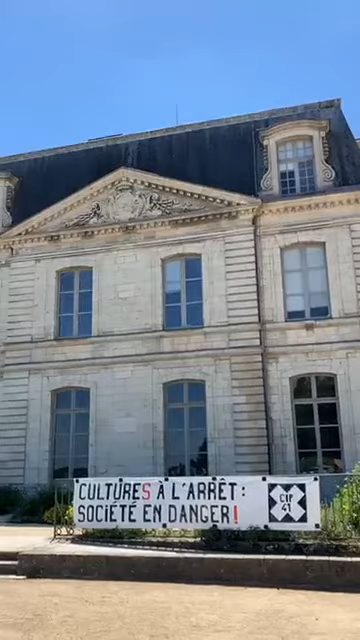 CULTURES À L'ARRÊT :
SOCIÉTÉ EN DANGER !
CIP
41